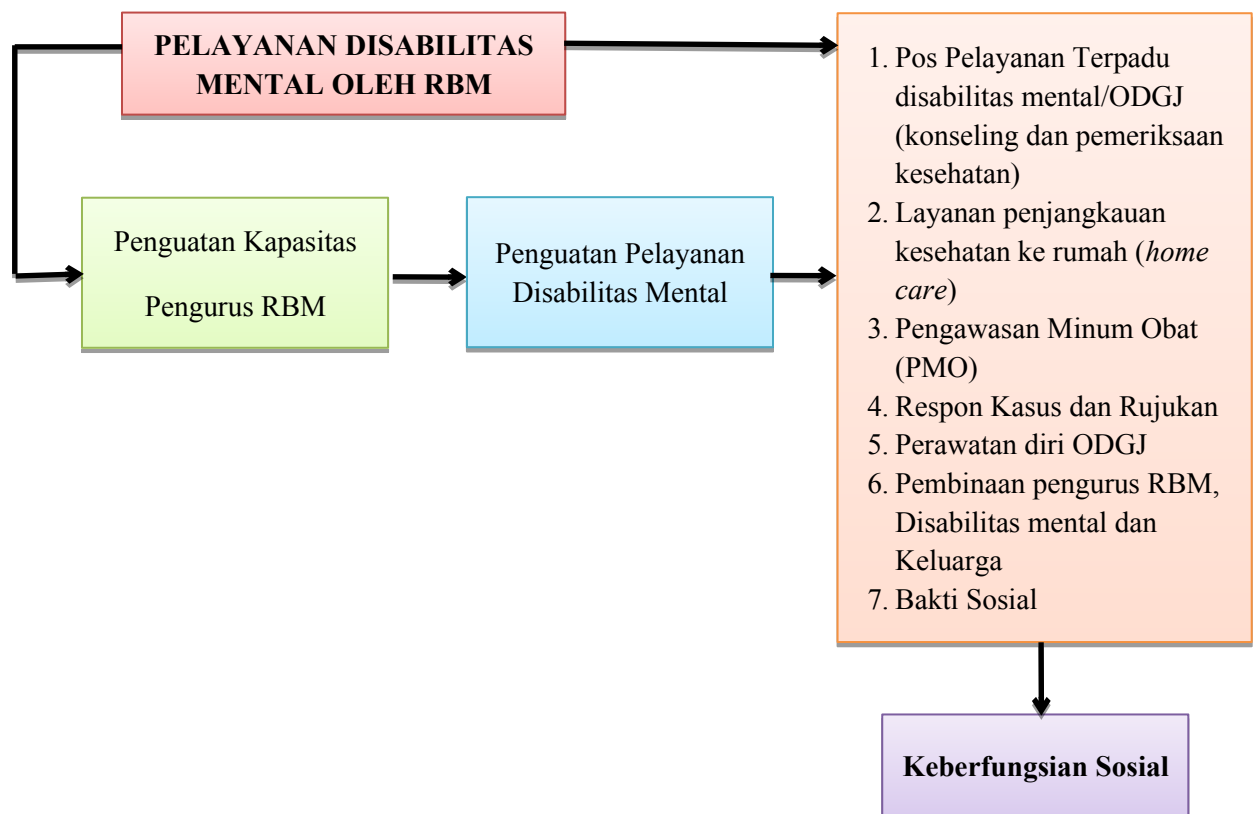 PELAYANAN DISABILITAS
MENTAL OLEH RBM
Penguatan Kapasitas
Pengurus RBM
Penguatan Pelayanan
Disabilitas Mental
1. Pos Pelayanan Terpadu
disabilitas mental/ODGJ
(konseling dan pemeriksaan
kesehatan)
2. Layanan penjangkauan
kesehatan ke rumah (home
care)
3. Pengawasan Minum Obat
(PMO)
4. Respon Kasus dan Rujukan
5. Perawatan diri ODGJ
6. Pembinaan pengurus RBM,
Disabilitas mental dan
Keluarga
7. Bakti Sosial
Keberfungsian Sosial